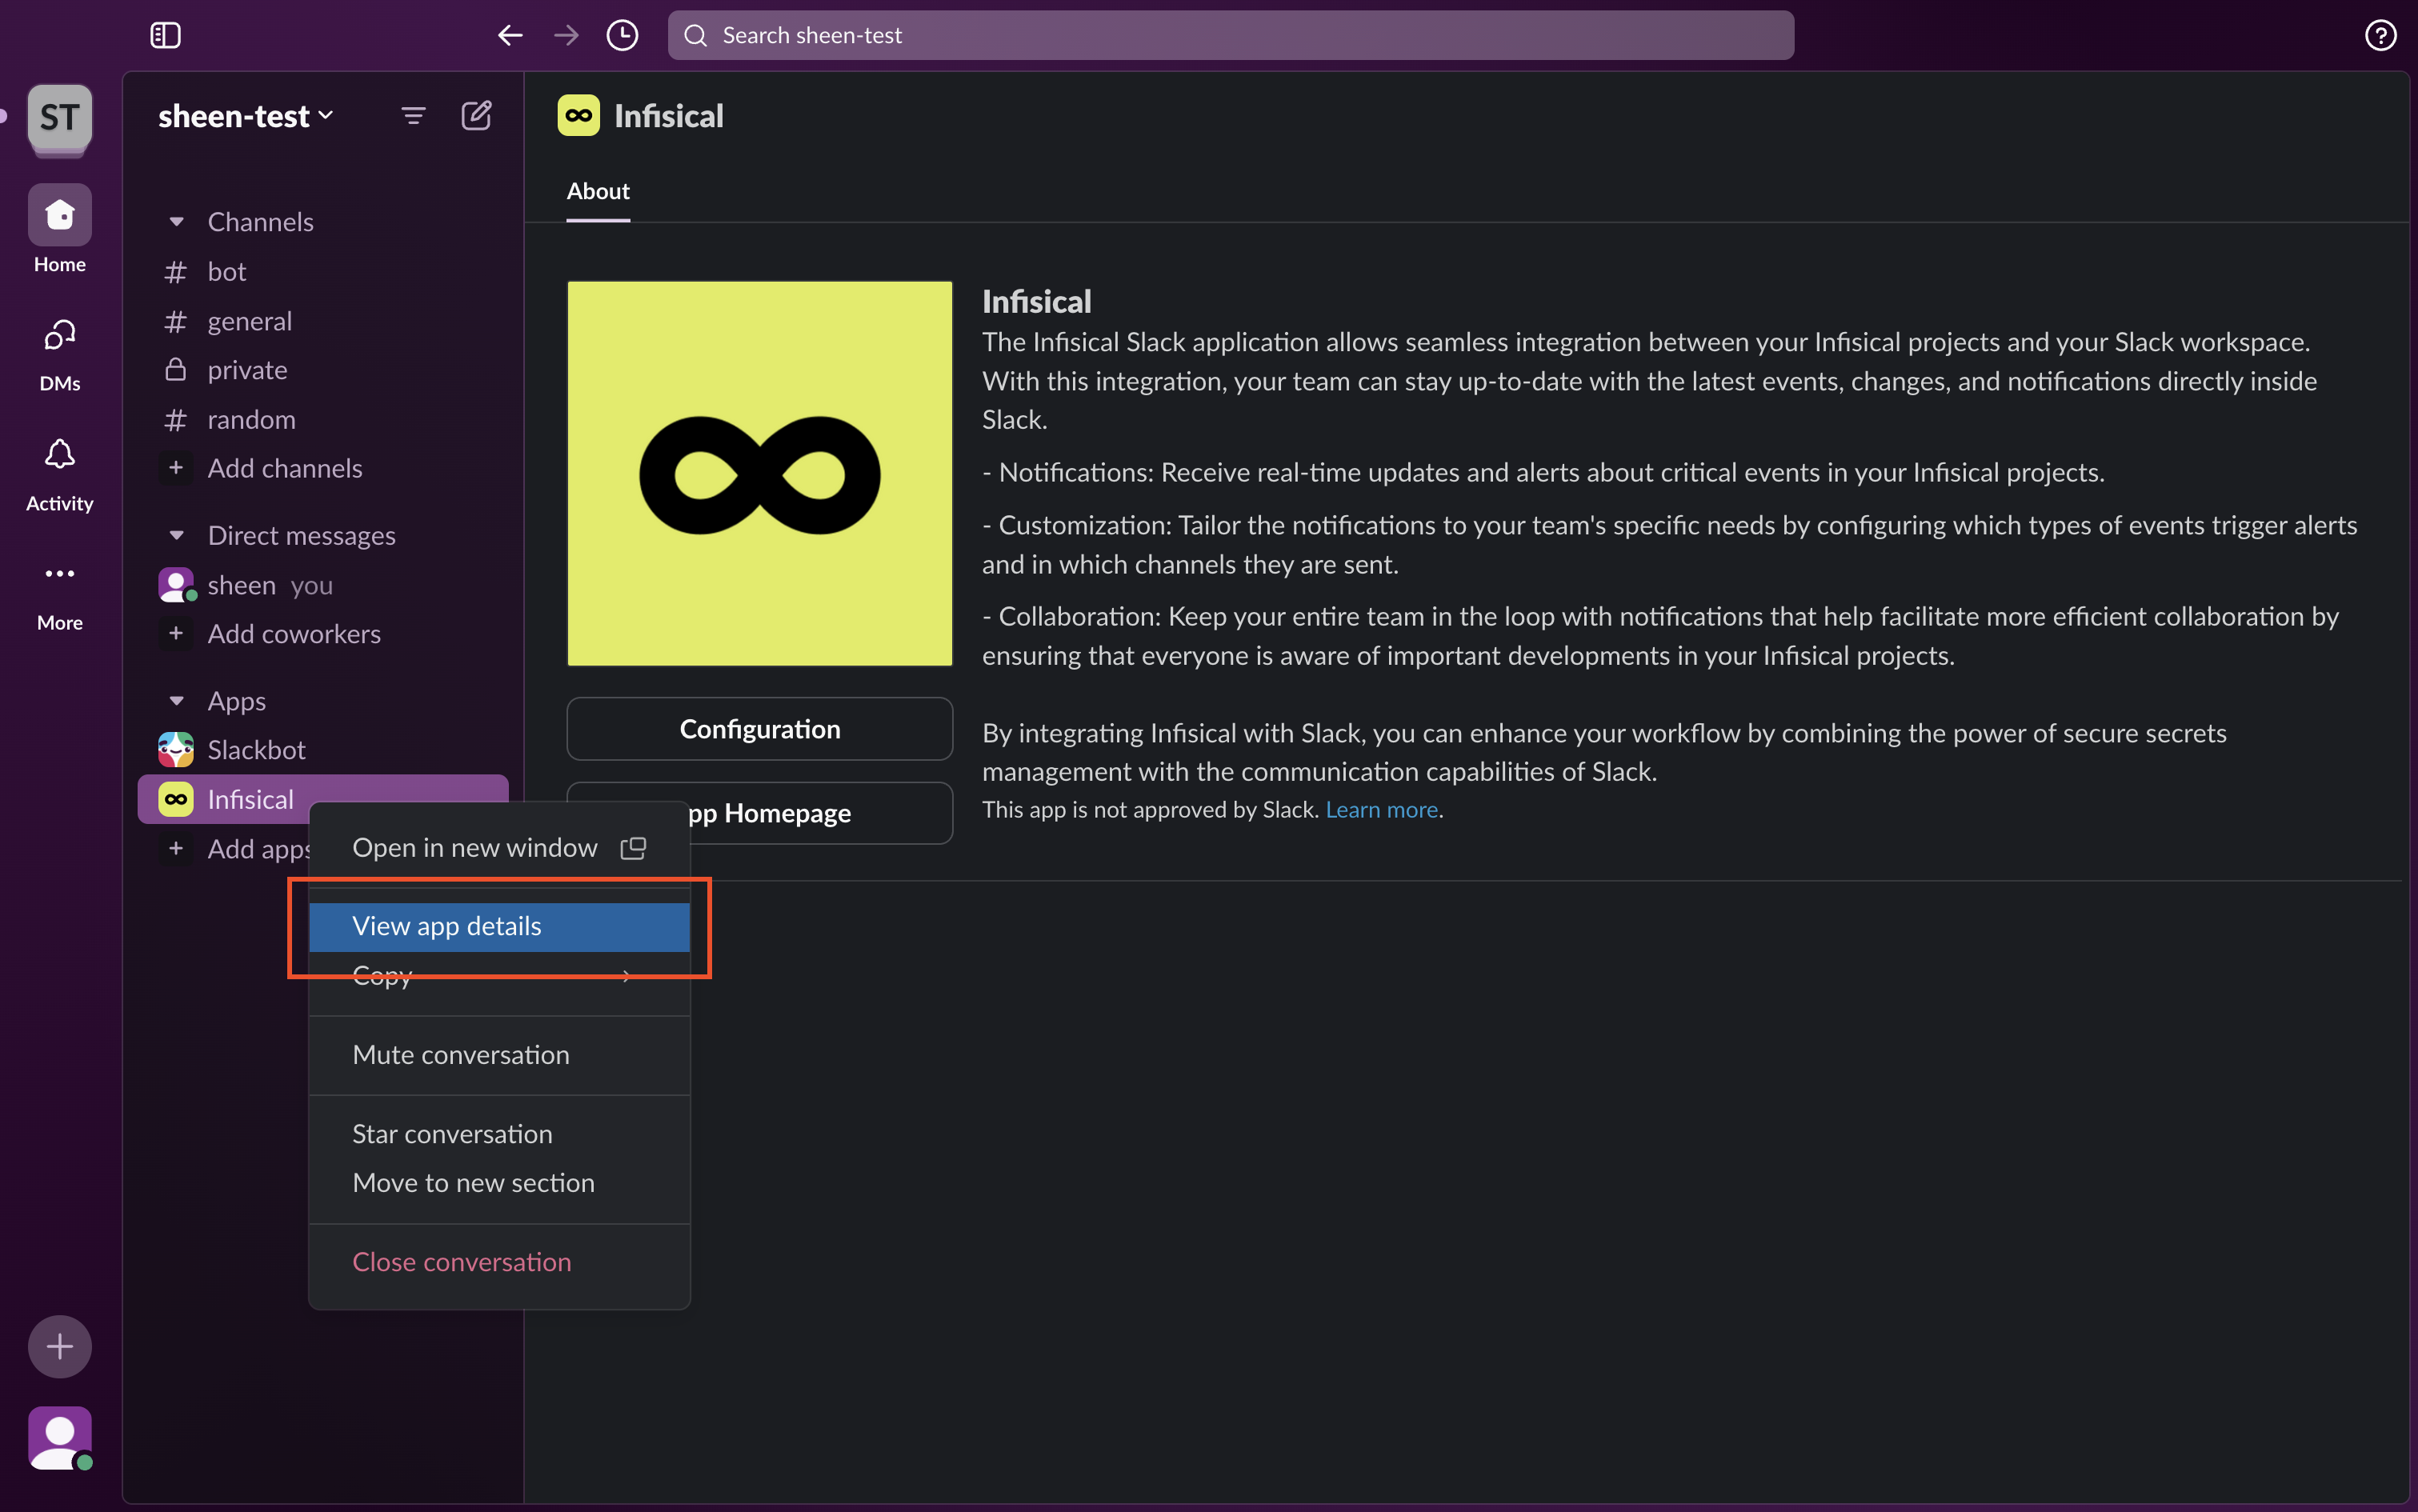 Search sheen-test
ST
sheen-test
Infisical
About
Home
DMs
Activity
More
Channels
# bot
# general
private
# random
+ Add channels
Direct messages
sheen you
+ Add coworkers
Apps
Slackbot
Infisical
+ Add apps
Infisical
The Infisical Slack application allows seamless integration between your Infisical projects and your Slack workspace.
With this integration, your team can stay up-to-date with the latest events, changes, and notifications directly inside
Slack.
- Notifications: Receive real-time updates and alerts about critical events in your Infisical projects.
- Customization: Tailor the notifications to your team's specific needs by configuring which types of events trigger alerts
and in which channels they are sent.
- Collaboration: Keep your entire team in the loop with notifications that help facilitate more efficient collaboration by
ensuring that everyone is aware of important developments in your Infisical projects.
By integrating Infisical with Slack, you can enhance your workflow by combining the power of secure secrets
management with the communication capabilities of Slack.
This app is not approved by Slack. Learn more.
Configuration
pp Homepage
Open in new window
View app details
Copy
Mute conversation
Star conversation
Move to new section
Close conversation